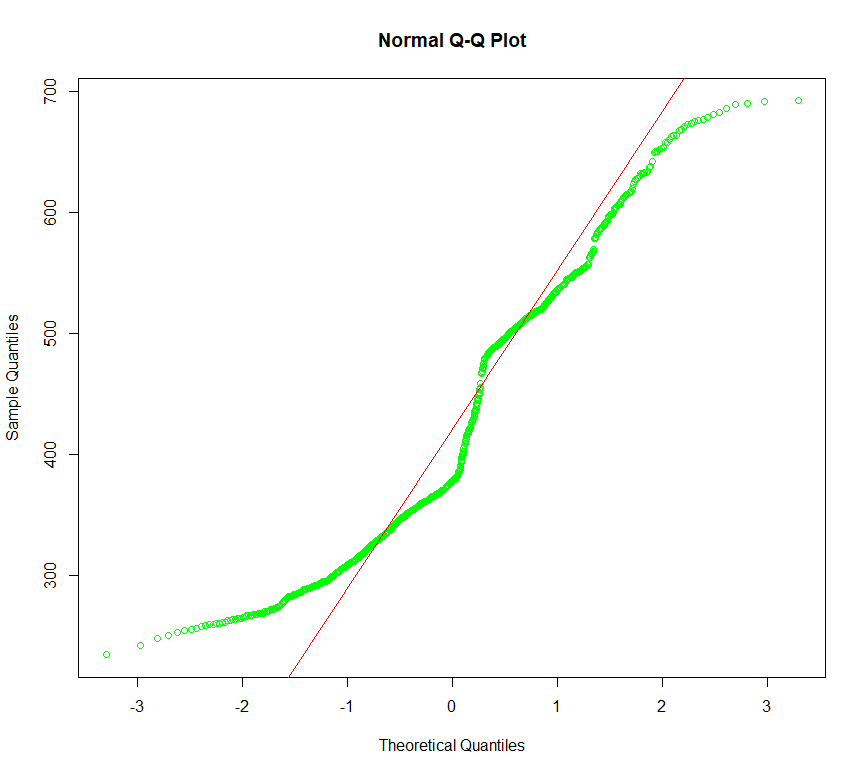 Normal Q-Q Plot
700
600
500
400
300
Sample Quantiles
-3 -2 -1 0 1 2 3
Theoretical Quantiles